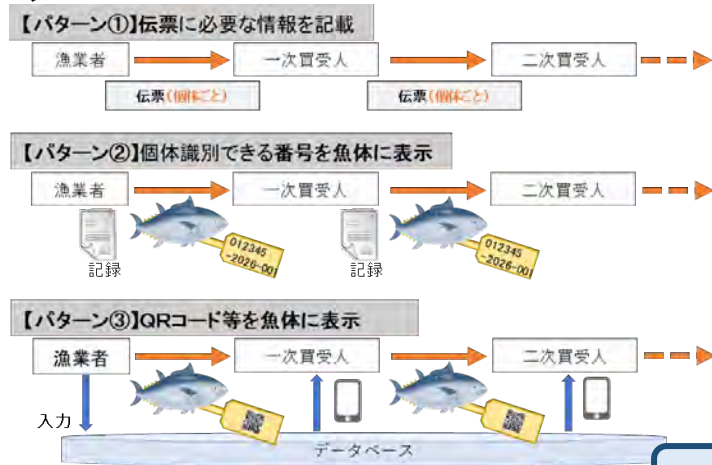 【パターン①】伝票に必要な情報を記載
漁業者 一次買受人 二次買受人
伝票(個体ごと) 伝票(個体ごと)
【パターン②】個体識別できる番号を魚体に表示
漁業者 一次買受人 二次買受人
012345 012345
-2026-001 -2026-001
記録 記録
【パターン③】QRコード等を魚体に表示
漁業者 一次買受人 二次買受人
入力
データベース